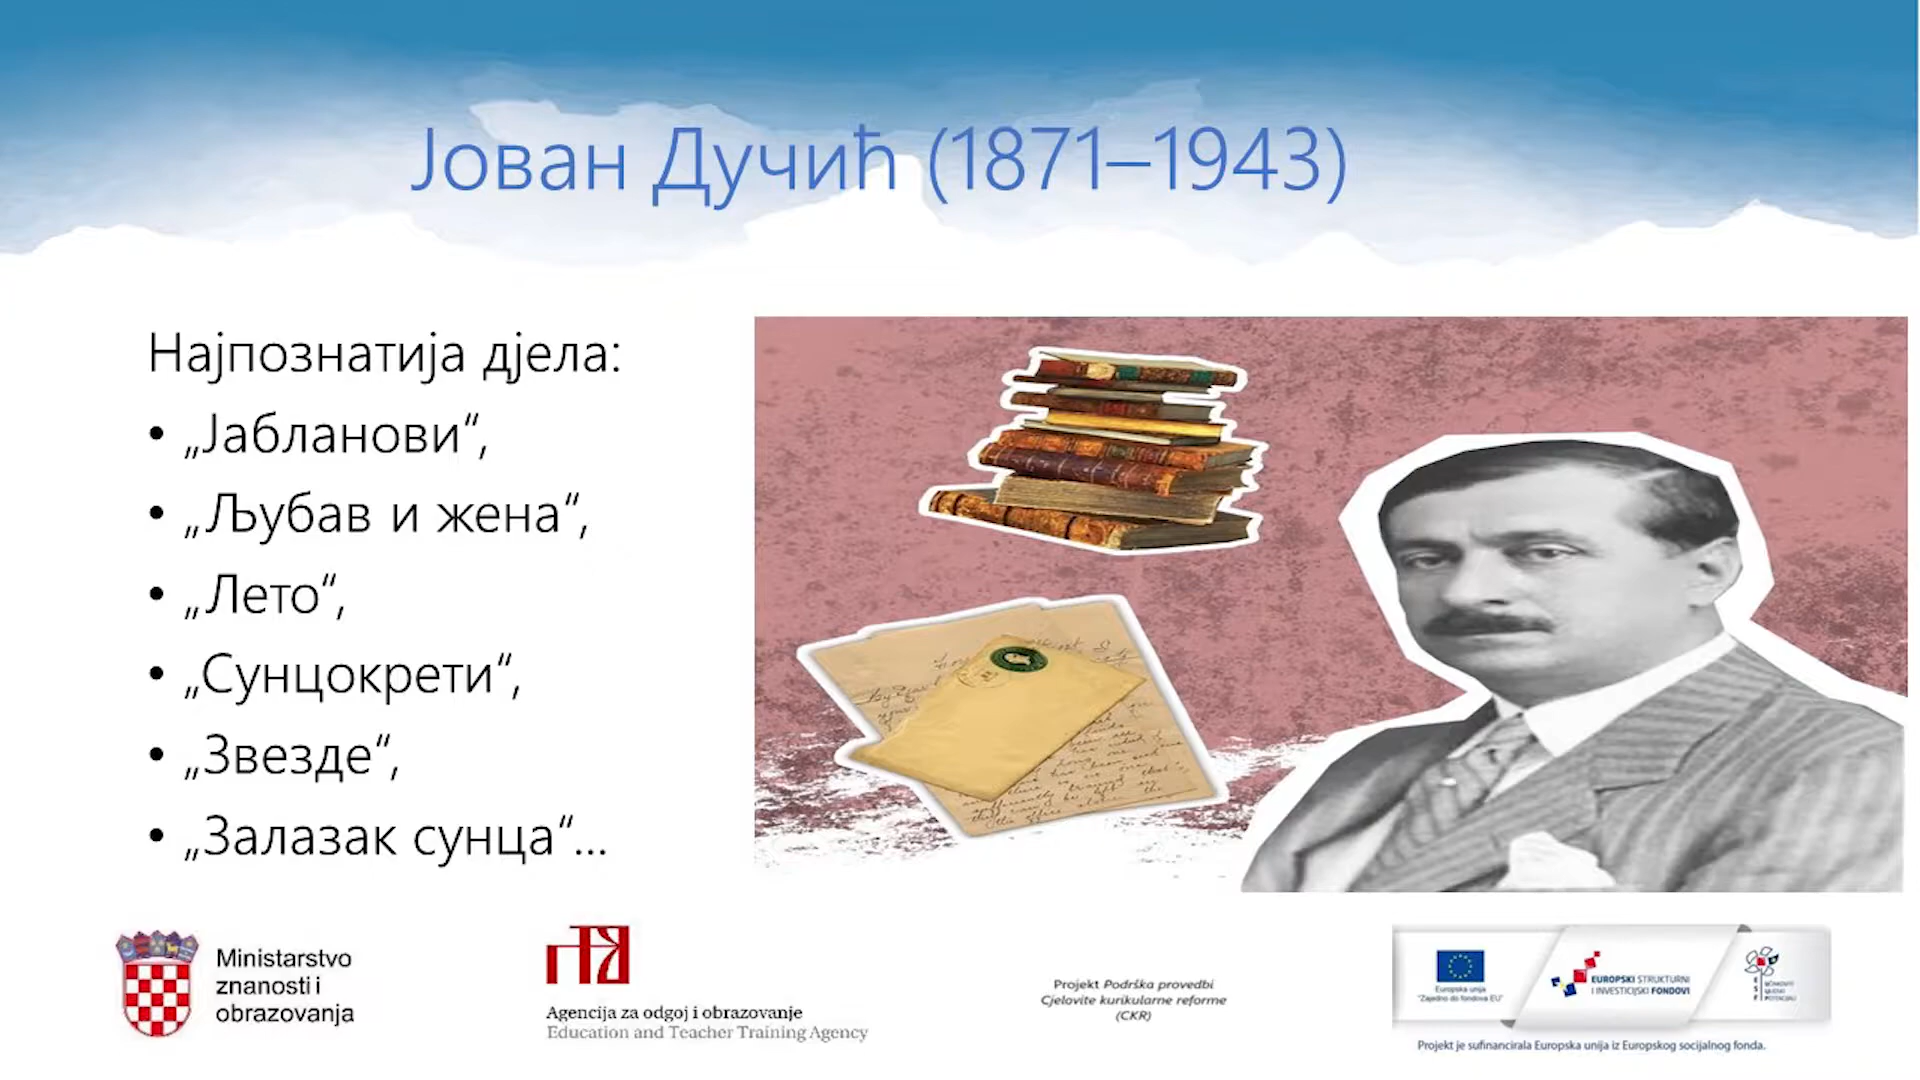 Јован Дучић (1871–1943)
Најпознатија дјела:
• „Јабланови“,
• „Љубав и жена“,
• „Лето“,
• „Сунцокрети“,
• „Звезде“,
• „Залазак сунца“...
Ministarstvo
znanosti i
obrazovanja
Agencija za odgoj i obrazovanje
Education and Teacher Training Agency
Projekt Podrška provedbi
Cjelovite kurikularne reforme
(CKR)
Europska unija
"Zajedno do fondova EU"
EUROPSKI STRUKTURNI
I INVESTICIJSKI FONDOVI
Projekt je sufinancirala Europska unija iz Europskog socijalnog fonda.